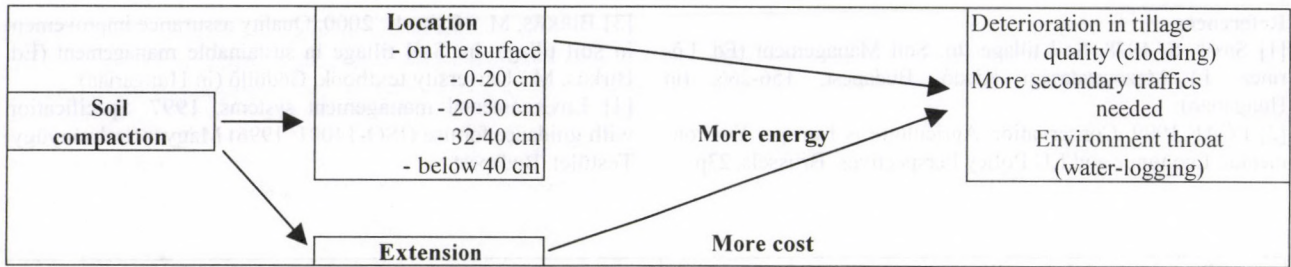 Soil
compaction
Location
- on the surface
- 0-20 cm
- 20-30 cm
- 32-40 cm
- below 40 cm
Extension
More energy
More cost
Deterioration in tillage
quality (clodding)
More secondary traffics
needed
Environment throat
(water-logging)